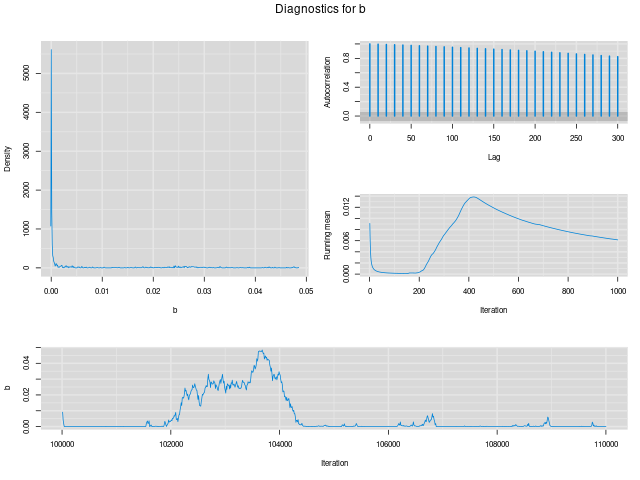 Diagnostics for b
Density
0 1000 2000 3000 4000 5000
0.00 0.01 0.02 0.03 0.04 0.05
b
Autocorrelation
0.0 0.4 0.8
0 50 100 150 200 250 300
Lag
Running mean
0.000 0.006 0.012
0 200 400 600 800 1000
Iteration
b
0.00 0.02 0.04
100000 102000 104000 106000 108000 110000
Iteration